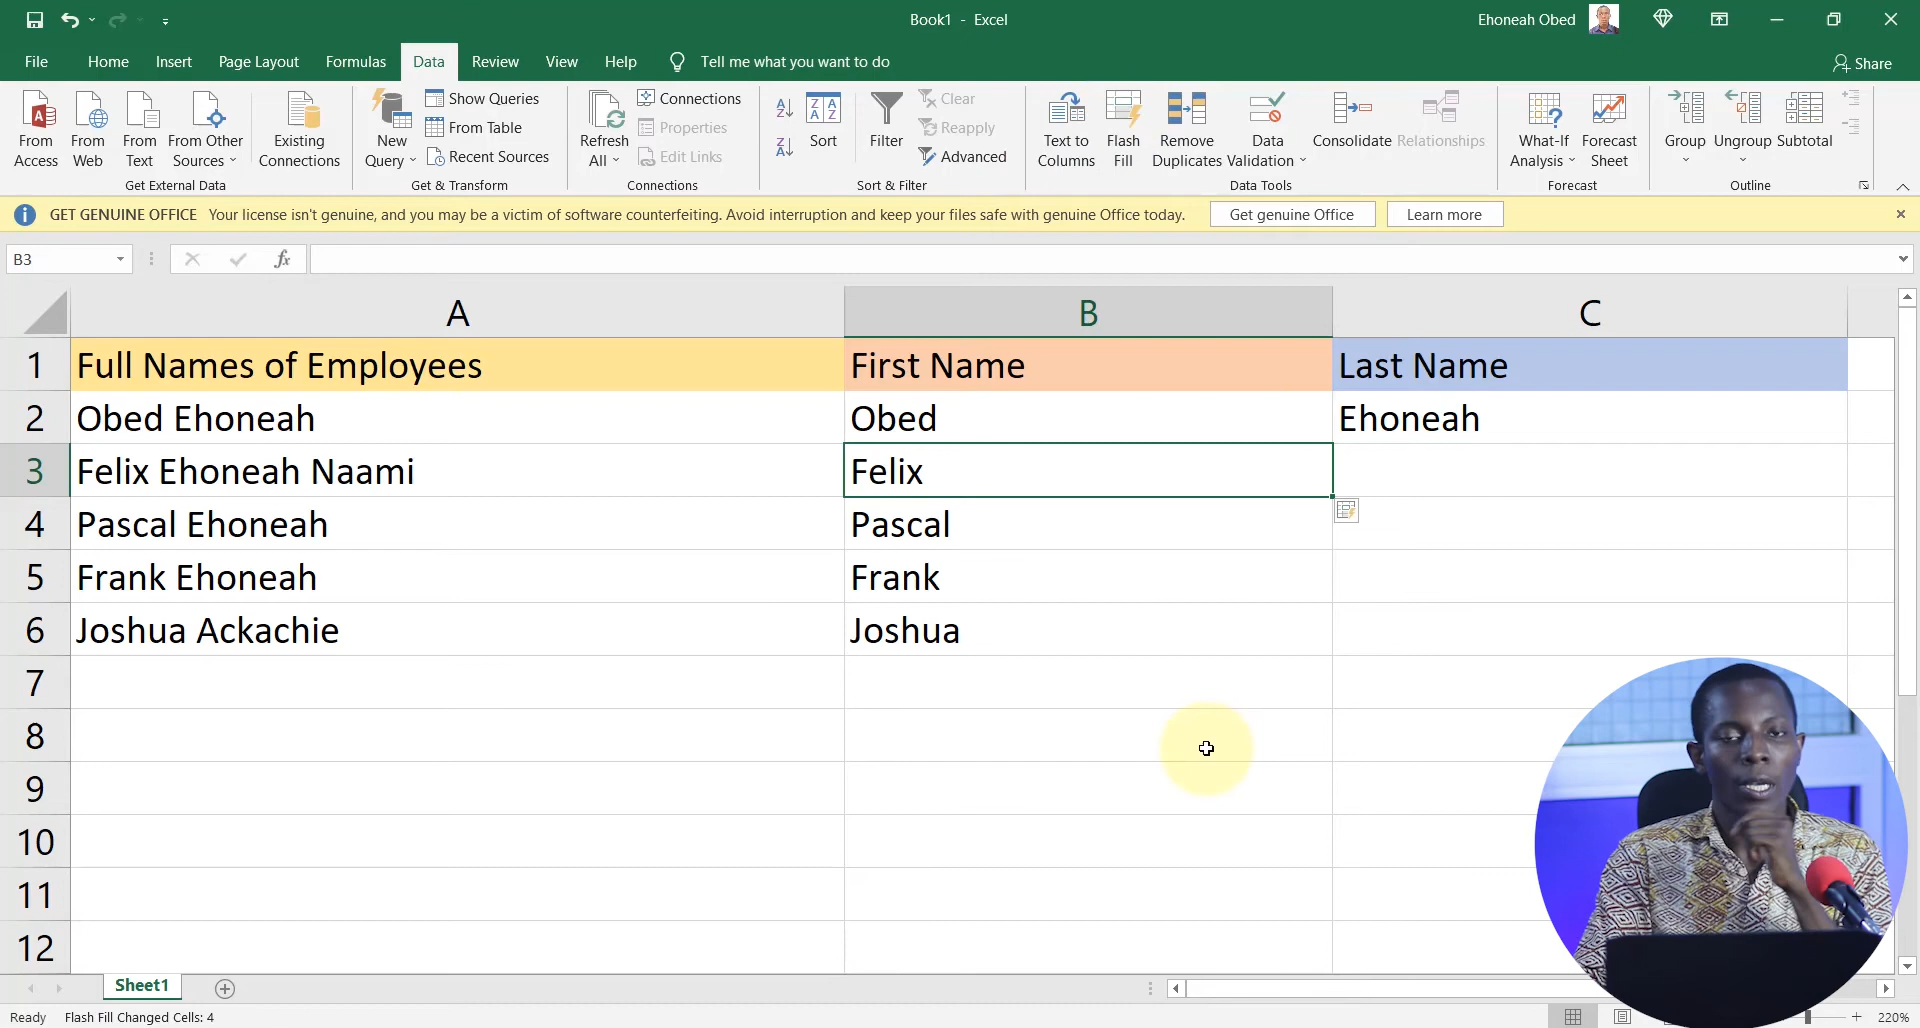 Book1 - Excel
Ehoneah Obed
File Home Insert Page Layout Formulas Data Review View Help Tell me what you want to do
Share
From Access
From Web
From Text
From Other Sources
Existing Connections
Get External Data
New Query
Show Queries
From Table
Recent Sources
Get & Transform
Refresh All
Connections
Properties
Edit Links
Connections
Sort
Filter
Clear
Reapply
Advanced
Sort & Filter
Text to Columns
Flash Fill
Remove Duplicates
Data Validation
Consolidate
Relationships
Data Tools
What-If Analysis
Forecast Sheet
Forecast
Group
Ungroup
Subtotal
Outline
GET GENUINE OFFICE Your license isn't genuine, and you may be a victim of software counterfeiting. Avoid interruption and keep your files safe with genuine Office today. Get genuine Office Learn more
B3 fx
A B C
1 Full Names of Employees First Name Last Name
2 Obed Ehoneah Obed Ehoneah
3 Felix Ehoneah Naami Felix
4 Pascal Ehoneah Pascal
5 Frank Ehoneah Frank
6 Joshua Ackachie Joshua
7
8
9
10
11
12
Sheet1
Ready Flash Fill Changed Cells: 4
220%